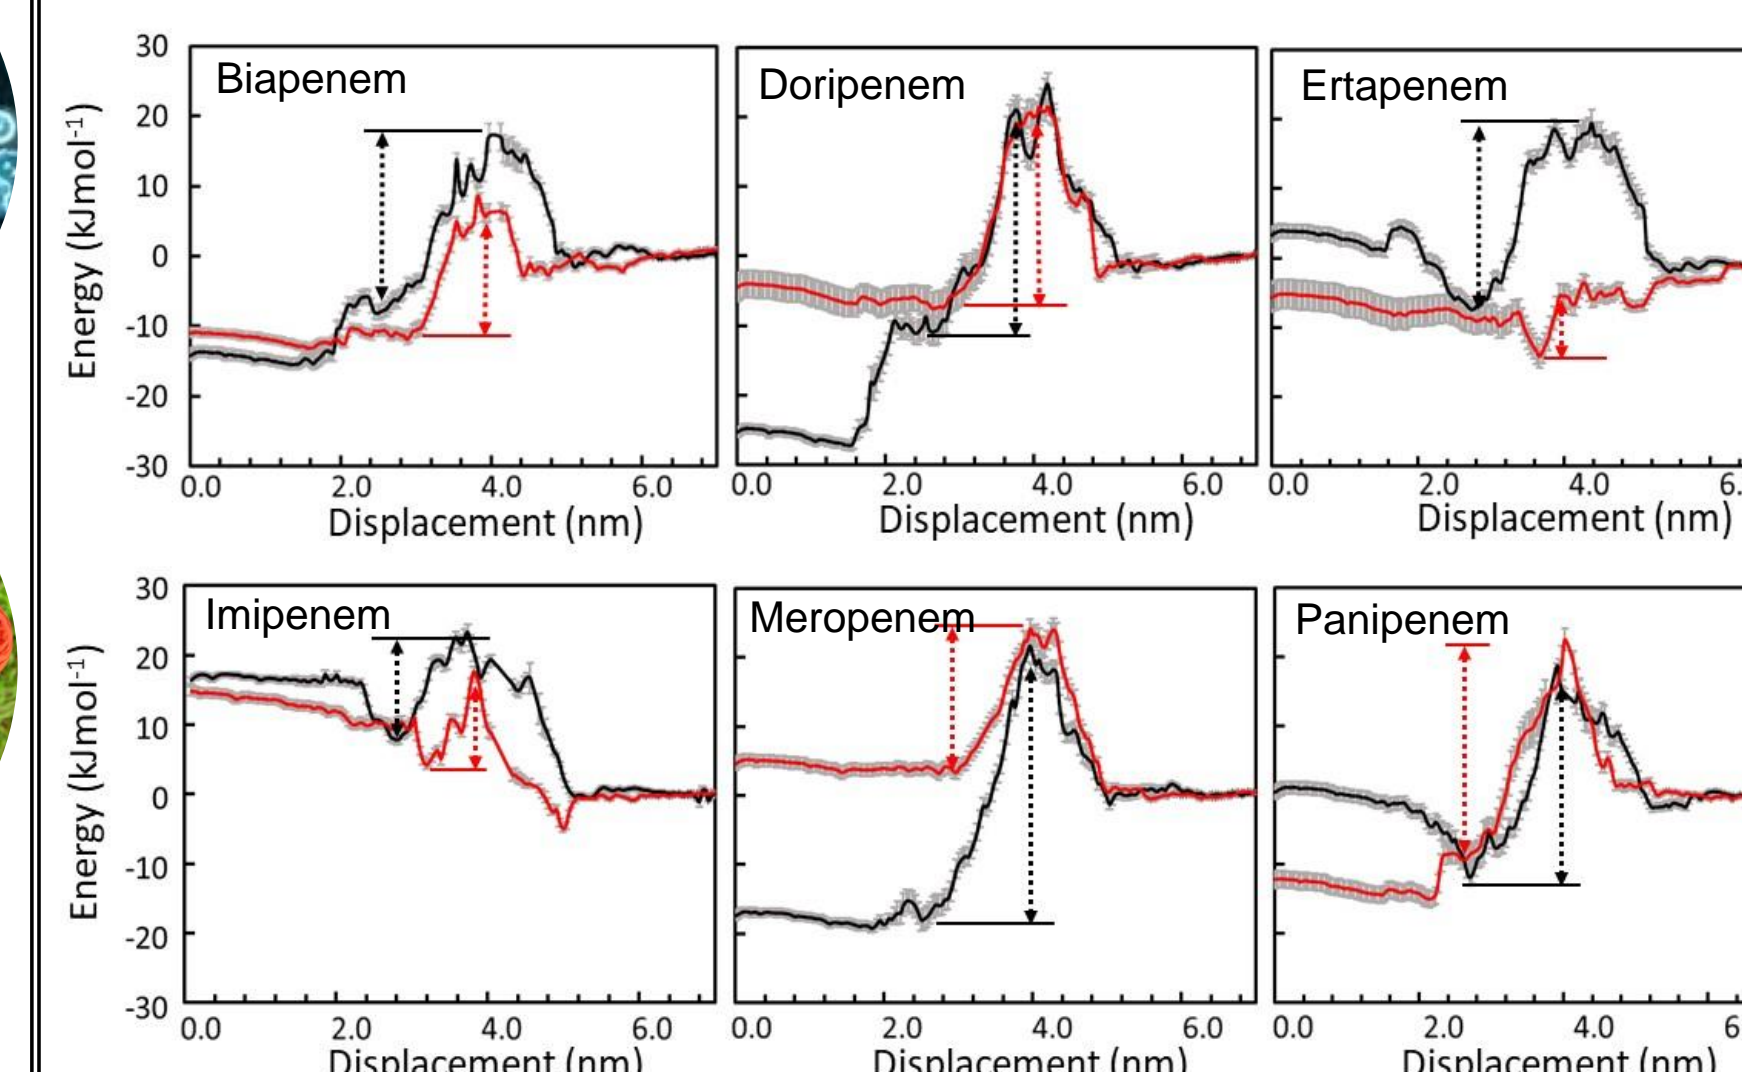 30
20
10
0
-10
-20
-30
Energy (kJmol-1)
Biapenem
0.0 2.0 4.0 6.0
Displacement (nm)
Doripenem
0.0 2.0 4.0 6.0
Displacement (nm)
Ertapenem
0.0 2.0 4.0 6.
Displacement (nm)
30
20
10
0
-10
-20
-30
Energy (kJmol-1)
Imipenem
0.0 2.0 4.0 6.0
Displacement (nm)
Meropenem
0.0 2.0 4.0 6.0
Displacement (nm)
Panipenem
0.0 2.0 4.0 6
Displacement (nm)